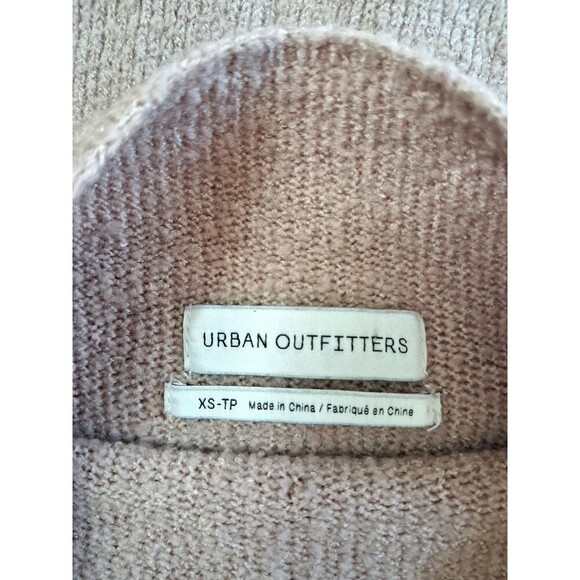 URBAN OUTFITTERS
XS-TP Made in China / Fabriqué en Chine